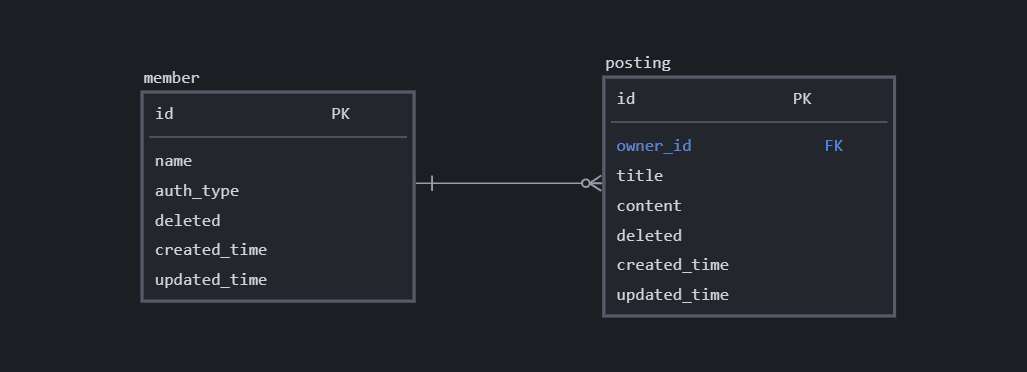 member
id PK
name
auth_type
deleted
created_time
updated_time
posting
id PK
owner_id FK
title
content
deleted
created_time
updated_time